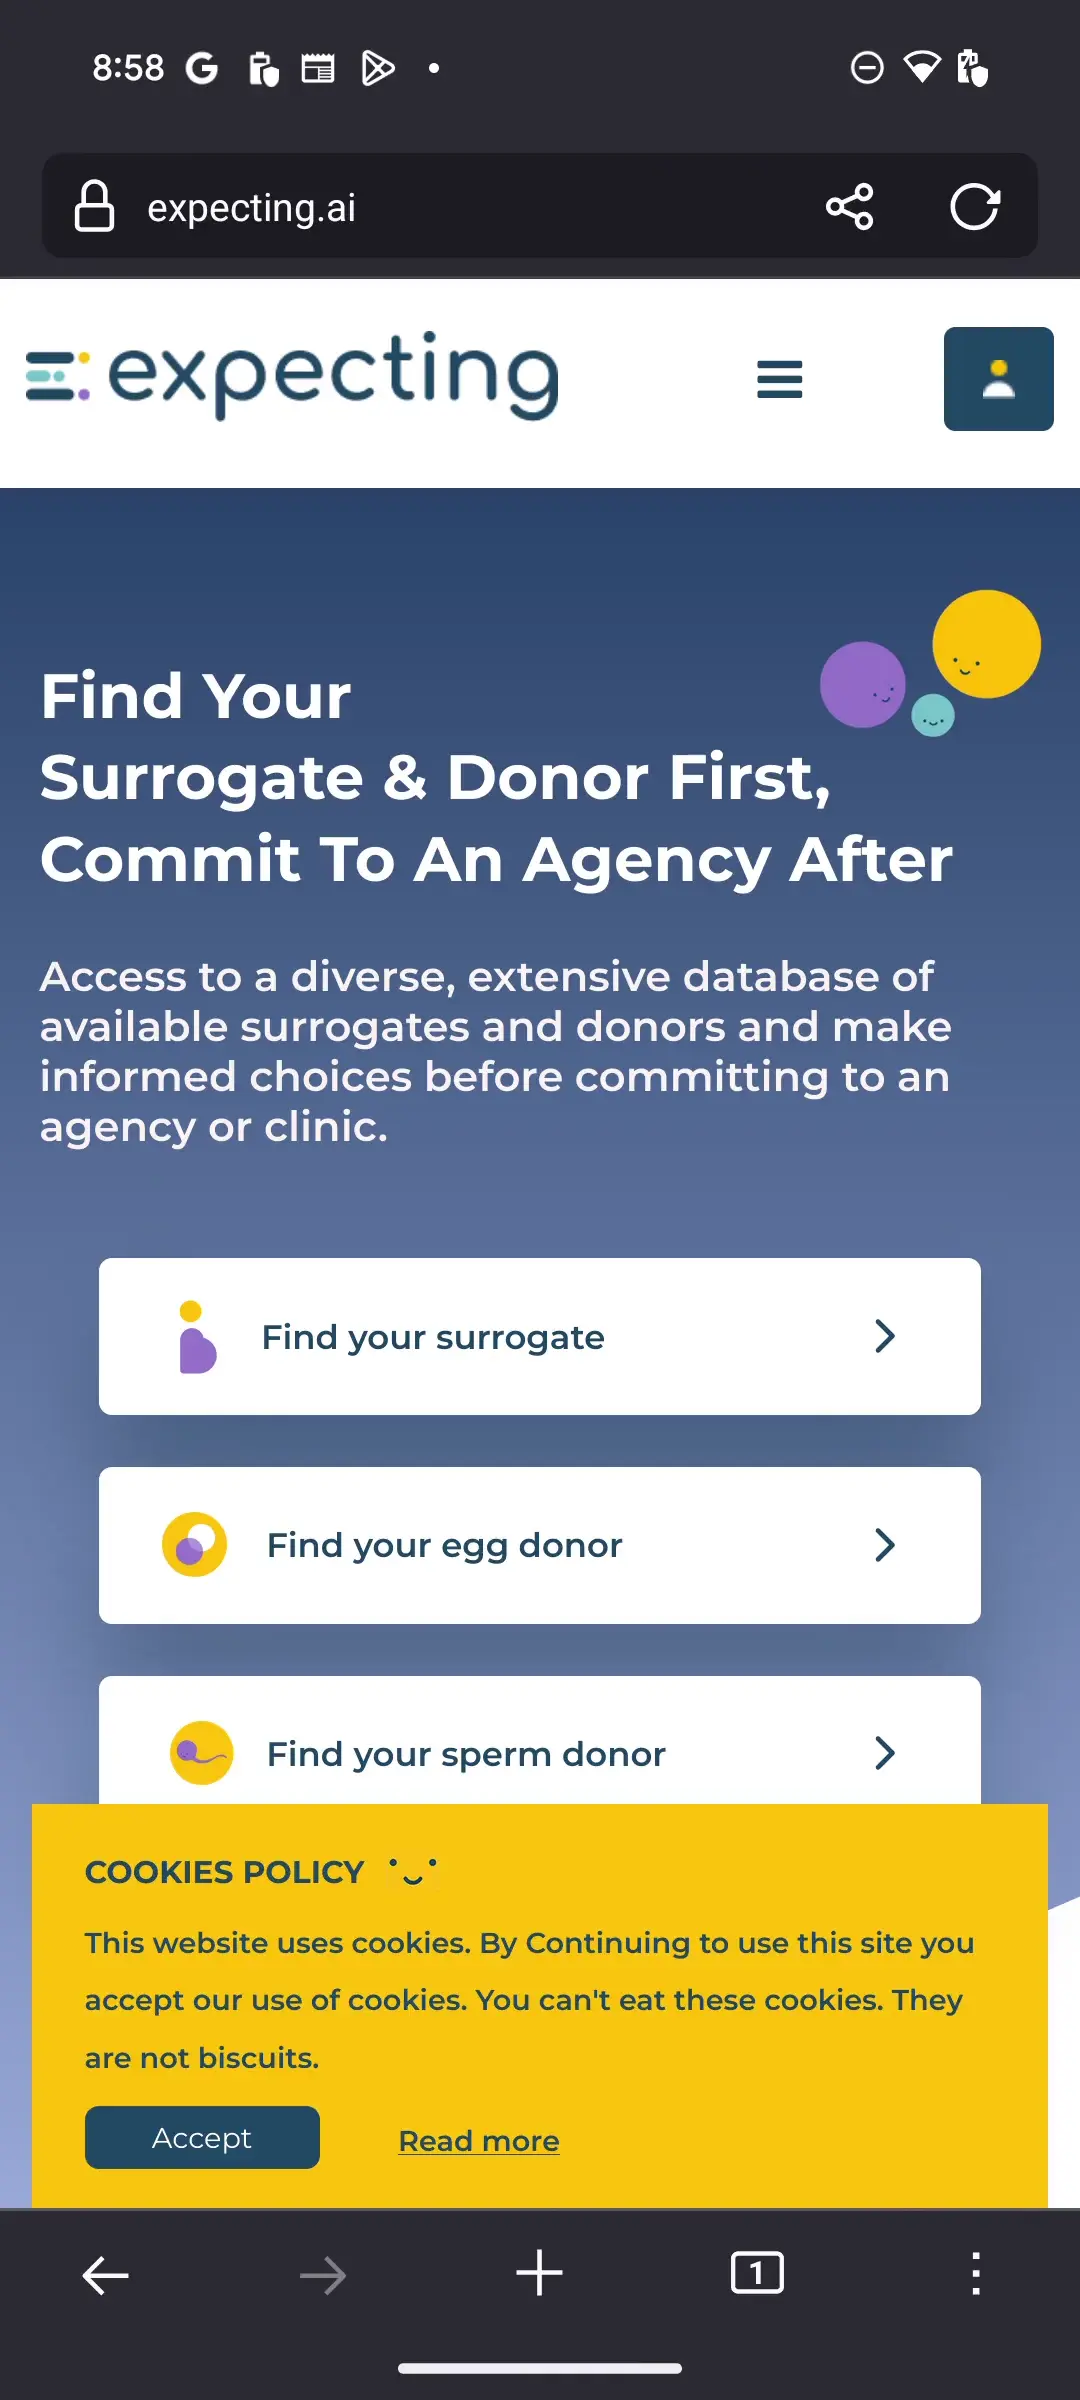 8:58
expecting.ai
expecting
Find Your
Surrogate & Donor First,
Commit To An Agency After
Access to a diverse, extensive database of
available surrogates and donors and make
informed choices before committing to an
agency or clinic.
Find your surrogate
Find your egg donor
Find your sperm donor
COOKIES POLICY
This website uses cookies. By Continuing to use this site you
accept our use of cookies. You can't eat these cookies. They
are not biscuits.
Accept
Read more
1